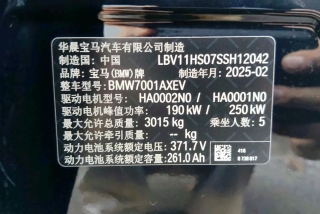 华晨宝马汽车有限公司制造
制造国：中国 LBV11HS07SSH12042
品牌：宝马(BMW)牌 制造年月：2025-02
整车型号：BMW7001AXEV
驱动电机型号：HA0002N0 / HA0001N0
驱动电机峰值功率：190 kW / 250 kW
最大允许总质量：3015 kg 乘坐人数：5
最大允许牵引质量：-- kg
动力电池系统额定电压：371.7V
动力电池系统额定容量：261.0 Ah